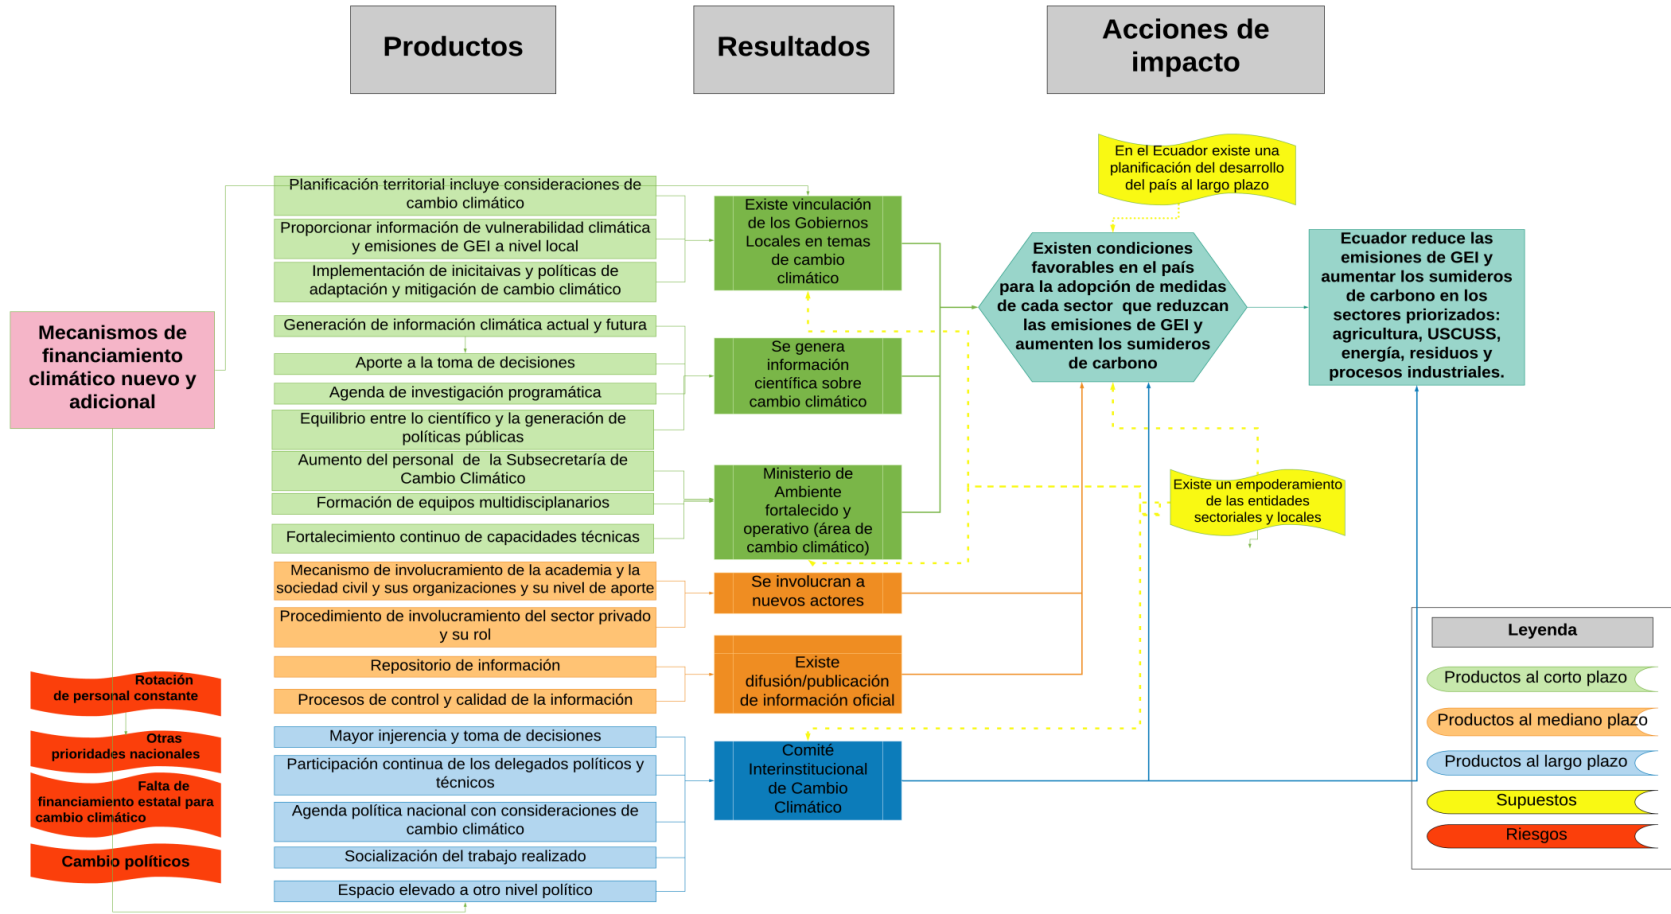 Productos
Resultados
Acciones de
impacto
En el Ecuador existe una
planificación del desarrollo
del país al largo plazo
Mecanismos de
financiamiento
climático nuevo y
adicional
Planificación territorial incluye consideraciones de
cambio climático
Proporcionar información de vulnerabilidad climática
y emisiones de GEI a nivel local
Implementación de inicitaivas y políticas de
adaptación y mitigación de cambio climático
Generación de información climática actual y futura
Aporte a la toma de decisiones
Agenda de investigación programática
Equilibrio entre lo científico y la generación de
políticas públicas
Aumento del personal de la Subsecretaría de
Cambio Climático
Formación de equipos multidisciplanarios
Fortalecimiento continuo de capacidades técnicas
Mecanismo de involucramiento de la academia y la
sociedad civil y sus organizaciones y su nivel de aporte
Procedimiento de involucramiento del sector privado
y su rol
Repositorio de información
Procesos de control y calidad de la información
Mayor injerencia y toma de decisiones
Participación continua de los delegados políticos y
técnicos
Agenda política nacional con consideraciones de
cambio climático
Socialización del trabajo realizado
Espacio elevado a otro nivel político
Existe vinculación
de los Gobiernos
Locales en temas
de cambio
climático
Se genera
información
científica sobre
cambio climático
Ministerio de
Ambiente
fortalecido y
operativo (área de
cambio climático)
Se involucran a
nuevos actores
Existe
difusión/publicación
de información oficial
Comité
Interinstitucional
de Cambio
Climático
Existen condiciones
favorables en el país
para la adopción de medidas
de cada sector que reduzcan
las emisiones de GEI y
aumenten los sumideros
de carbono
Ecuador reduce las
emisiones de GEI y
aumentar los sumideros
de carbono en los
sectores priorizados:
agricultura, USCUSS,
energía, residuos y
procesos industriales.
Existe un empoderamiento
de las entidades
sectoriales y locales
Rotación
de personal constante
Otras
prioridades nacionales
Falta de
financiamiento estatal para
cambio climático
Cambio políticos
Leyenda
Productos al corto plazo
Productos al mediano plazo
Productos al largo plazo
Supuestos
Riesgos